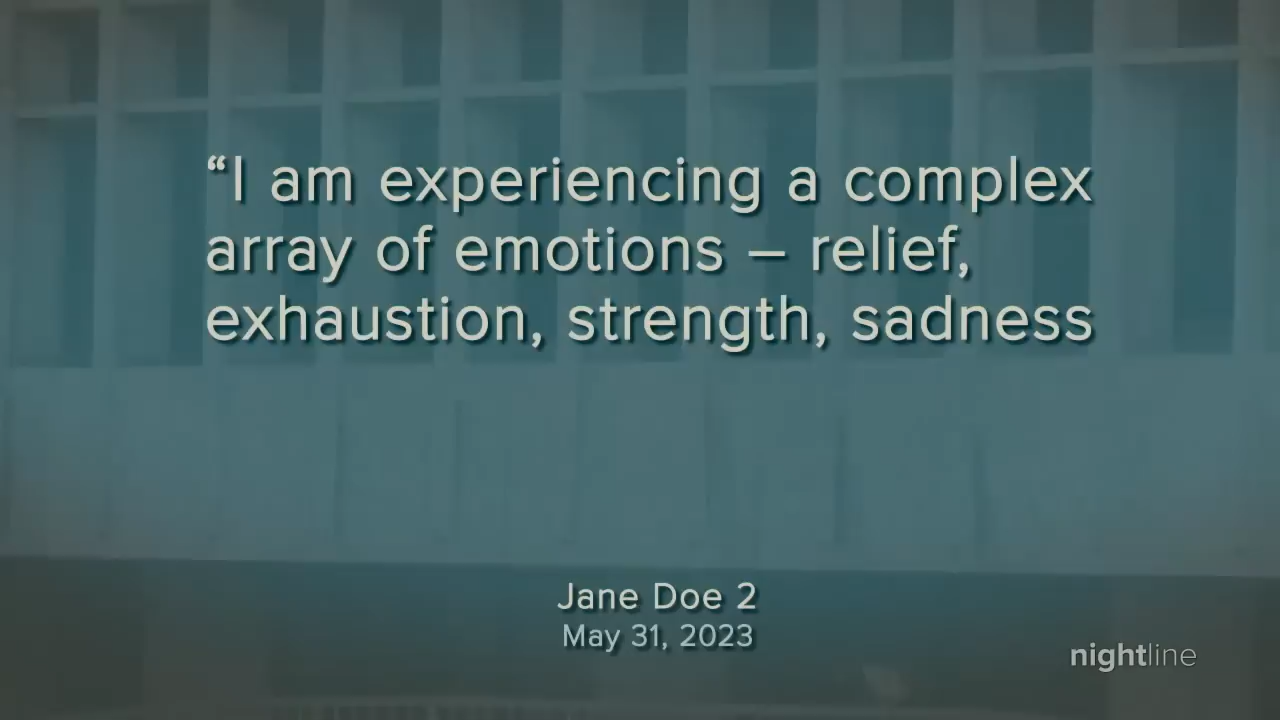 “I am experiencing a complex
array of emotions – relief,
exhaustion, strength, sadness
Jane Doe 2
May 31, 2023
nightline